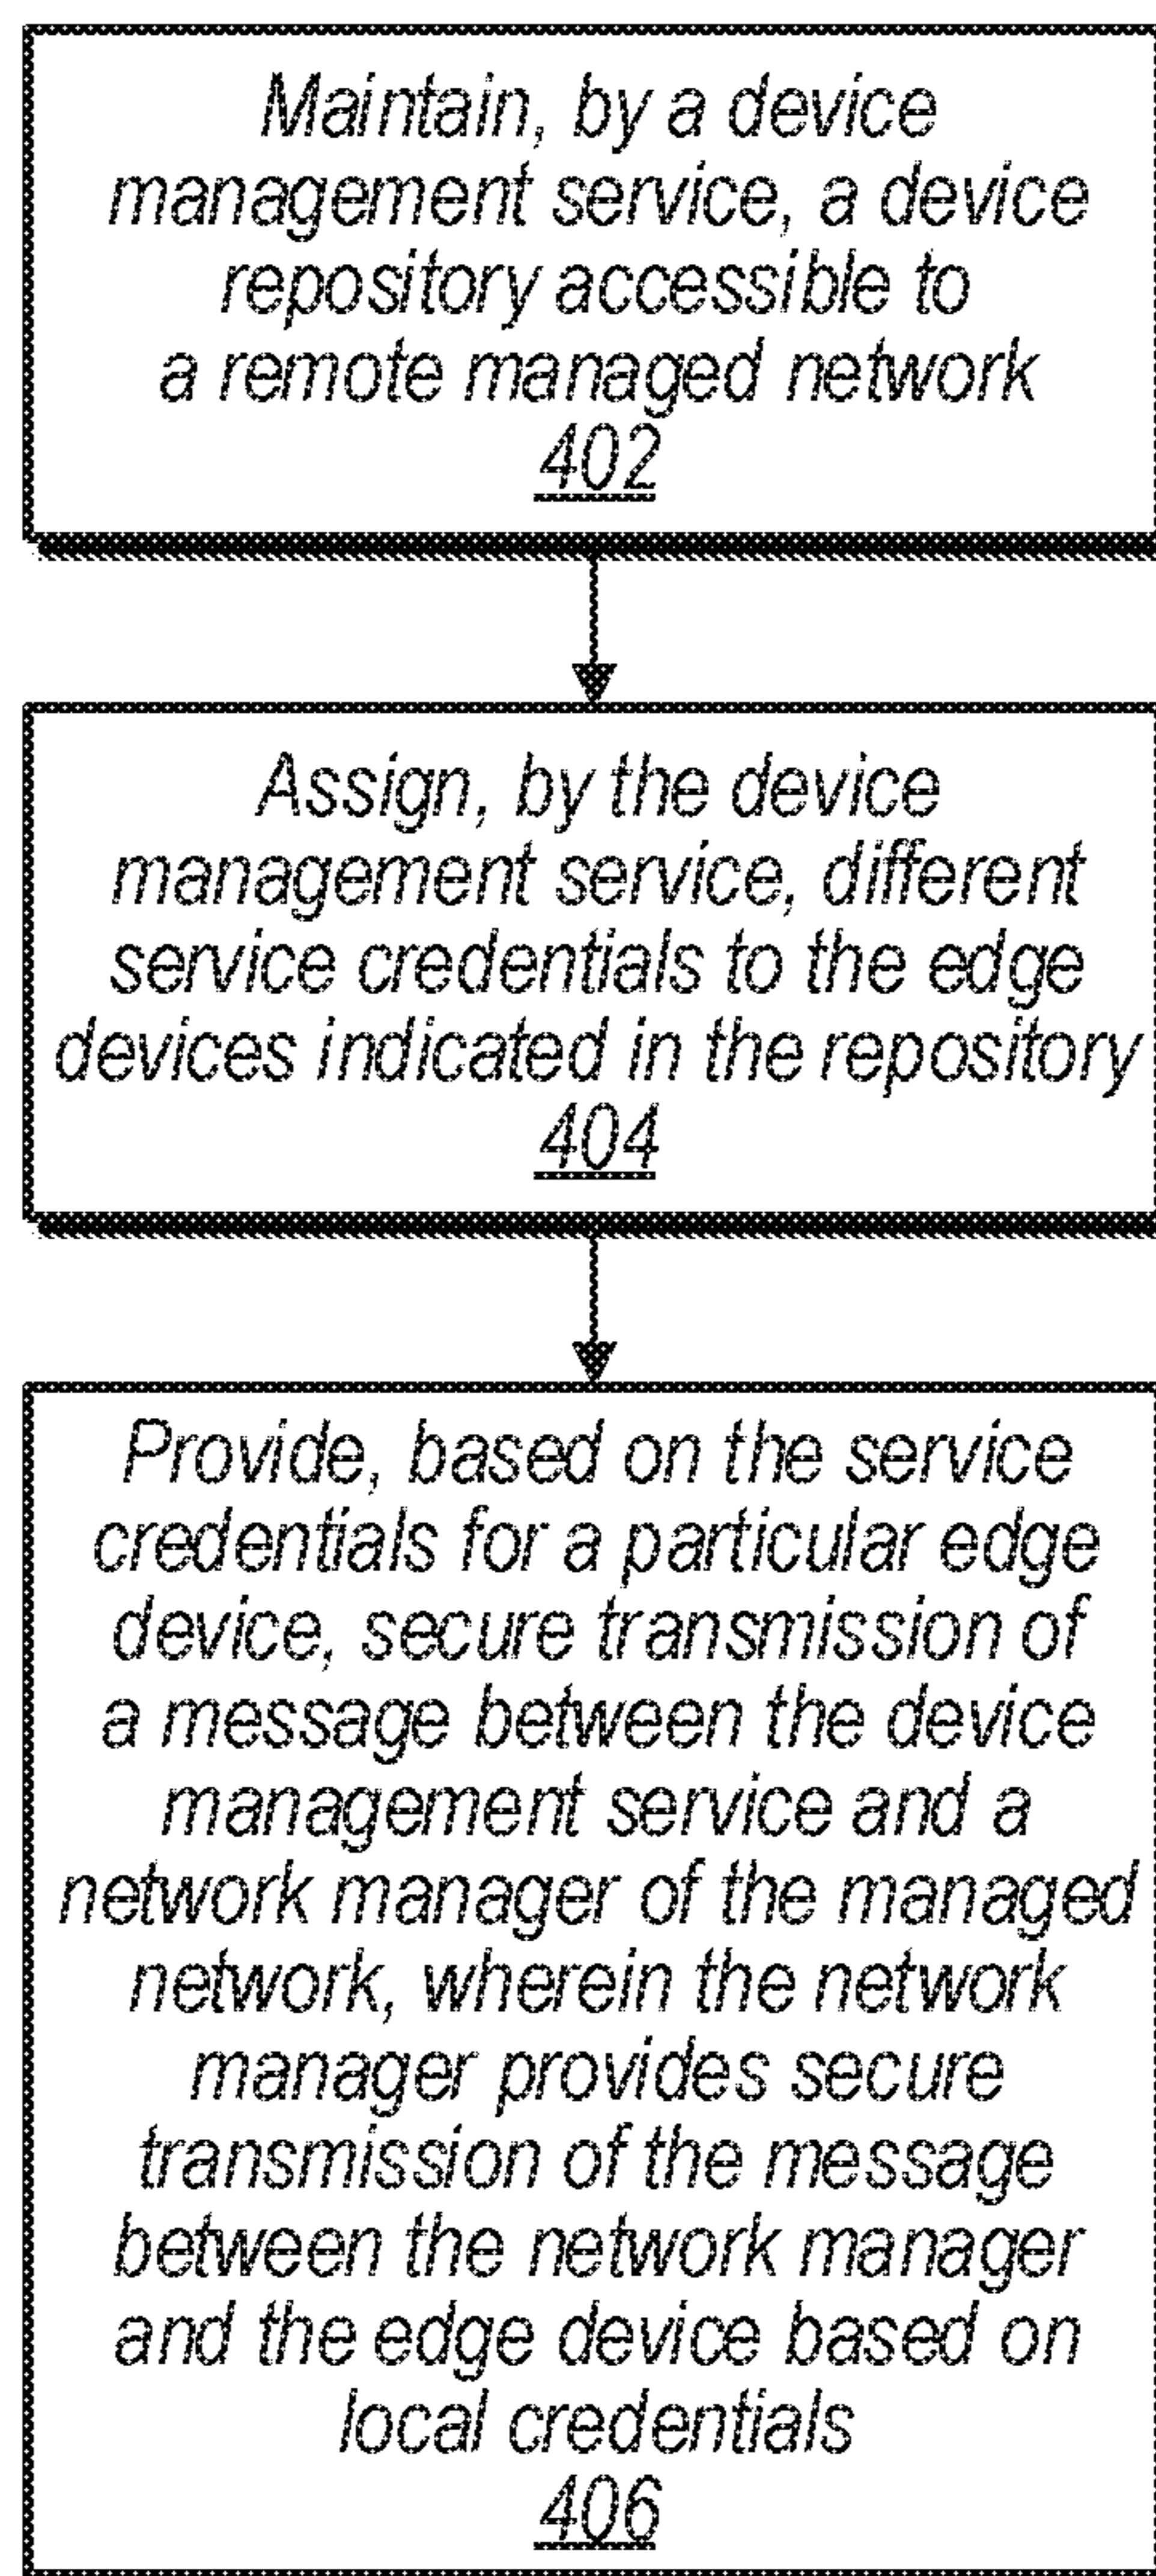 Maintain, by a device
management service, a device
repository accessible to
a remote managed network
402
Assign, by the device
management service, different
service credentials to the edge
devices indicated in the repository
404
Provide, based on the service
credentials for a particular edge
device, secure transmission of
a message between the device
management service and a
network manager of the managed
network, wherein the network
manager provides secure
transmission of the message
between the network manager
and the edge device based on
local credentials
406